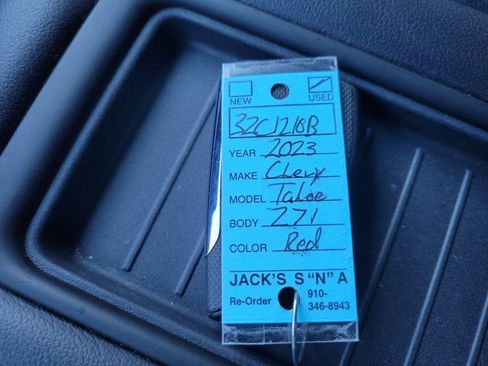 NEW USED
32C1218B
YEAR 2023
MAKE Chevy
MODEL Tahoe
BODY Z71
COLOR Red
JACK'S S "N" A
Re-Order 910-
346-8943